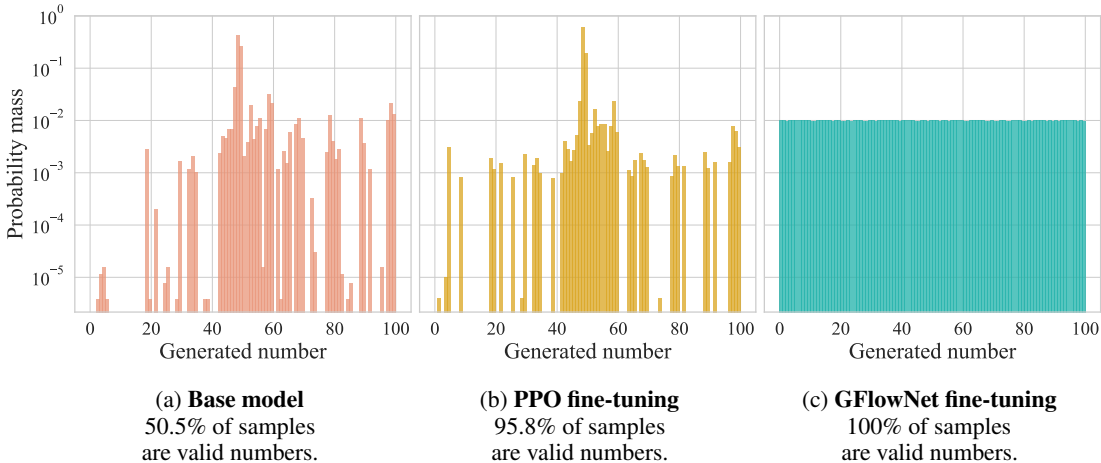 Probability mass
10⁰
10⁻¹
10⁻²
10⁻³
10⁻⁴
10⁻⁵
0 20 40 60 80 100
Generated number
0 20 40 60 80 100
Generated number
0 20 40 60 80 100
Generated number
(a) Base model
50.5% of samples
are valid numbers.
(b) PPO fine-tuning
95.8% of samples
are valid numbers.
(c) GFlowNet fine-tuning
100% of samples
are valid numbers.